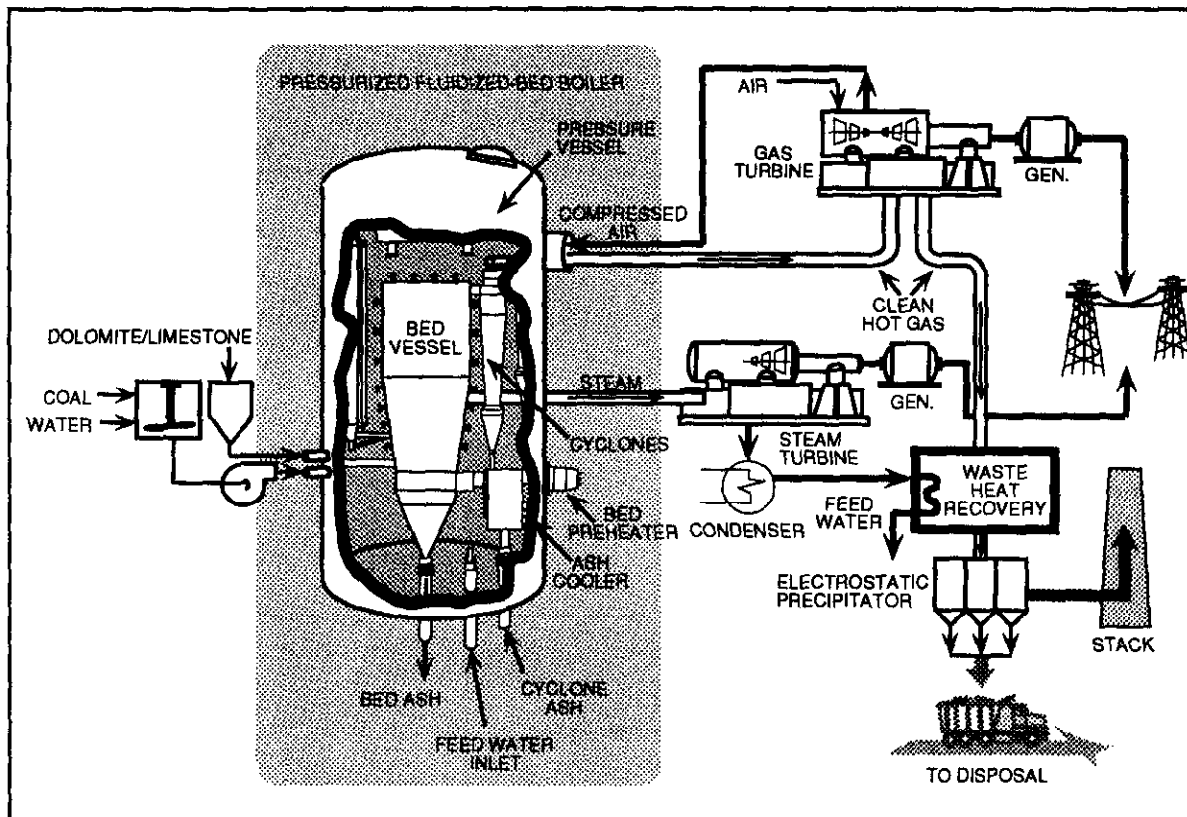 PRESSURIZED FLUIDIZED-BED BOILER
PRESSURE
VESSEL
AIR
GAS
TURBINE
GEN.
COMPRESSED
AIR
CLEAN
HOT GAS
DOLOMITE/LIMESTONE
COAL
WATER
BED
VESSEL
STEAM
CYCLONES
GEN.
STEAM
TURBINE
CONDENSER
FEED
WATER
WASTE
HEAT
RECOVERY
BED
PREHEATER
ASH
COOLER
ELECTROSTATIC
PRECIPITATOR
STACK
BED ASH
CYCLONE
ASH
FEED WATER
INLET
TO DISPOSAL